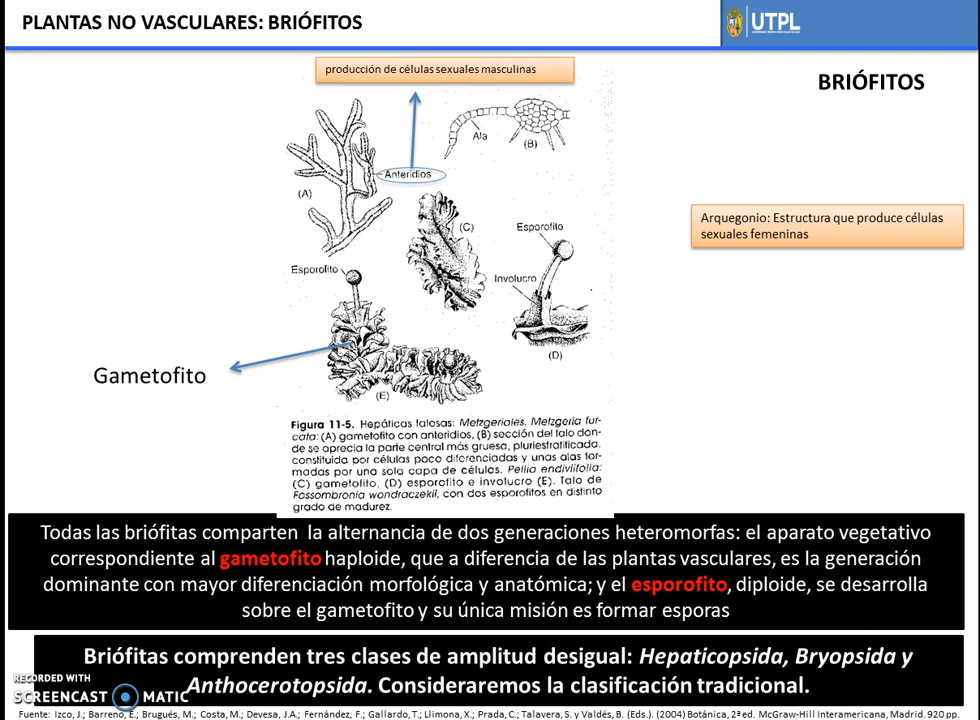 PLANTAS NO VASCULARES: BRIÓFITOS
UTPL
producción de células sexuales masculinas
BRIÓFITOS
Ala
(B)
Anteridios
(A)
Arquegonio: Estructura que produce células
sexuales femeninas
(C)
Esporofito
Esporofito
Involucro
(D)
Gametofito
(E)
Figura 11-5. Hepáticas talosas: Metzgeriales. Metzgeria fur-
cata: (A) gametofito con anteridios, (B) sección del talo don-
de se aprecia la parte central más gruesa, pluriestratificada,
constituida por células poco diferenciadas y unas alas for-
madas por una sola capa de células. Pellia endiviifolia:
(C) gametofito, (D) esporofito e involucro (E). Talo de
Fossombronia wondraczekii, con dos esporofitos en distinto
grado de madurez.
Todas las briófitas comparten la alternancia de dos generaciones heteromorfas: el aparato vegetativo
correspondiente al gametofito haploide, que a diferencia de las plantas vasculares, es la generación
dominante con mayor diferenciación morfológica y anatómica; y el esporofito, diploide, se desarrolla
sobre el gametofito y su única misión es formar esporas
Briófitas comprenden tres clases de amplitud desigual: Hepaticopsida, Bryopsida y
Anthocerotopsida. Consideraremos la clasificación tradicional.
RECORDED WITH
SCREENCAST MATIC
Fuente: Izco, J.; Barreno, E.; Brugués, M.; Costa, M.; Devesa, J.A.; Fernández, F.; Gallardo, T.; Llimona, X.; Prada, C.; Talavera, S. y Valdés, B. (Eds.). (2004) Botánica, 2ª ed. McGraw-Hill Interamericana, Madrid. 920 pp.